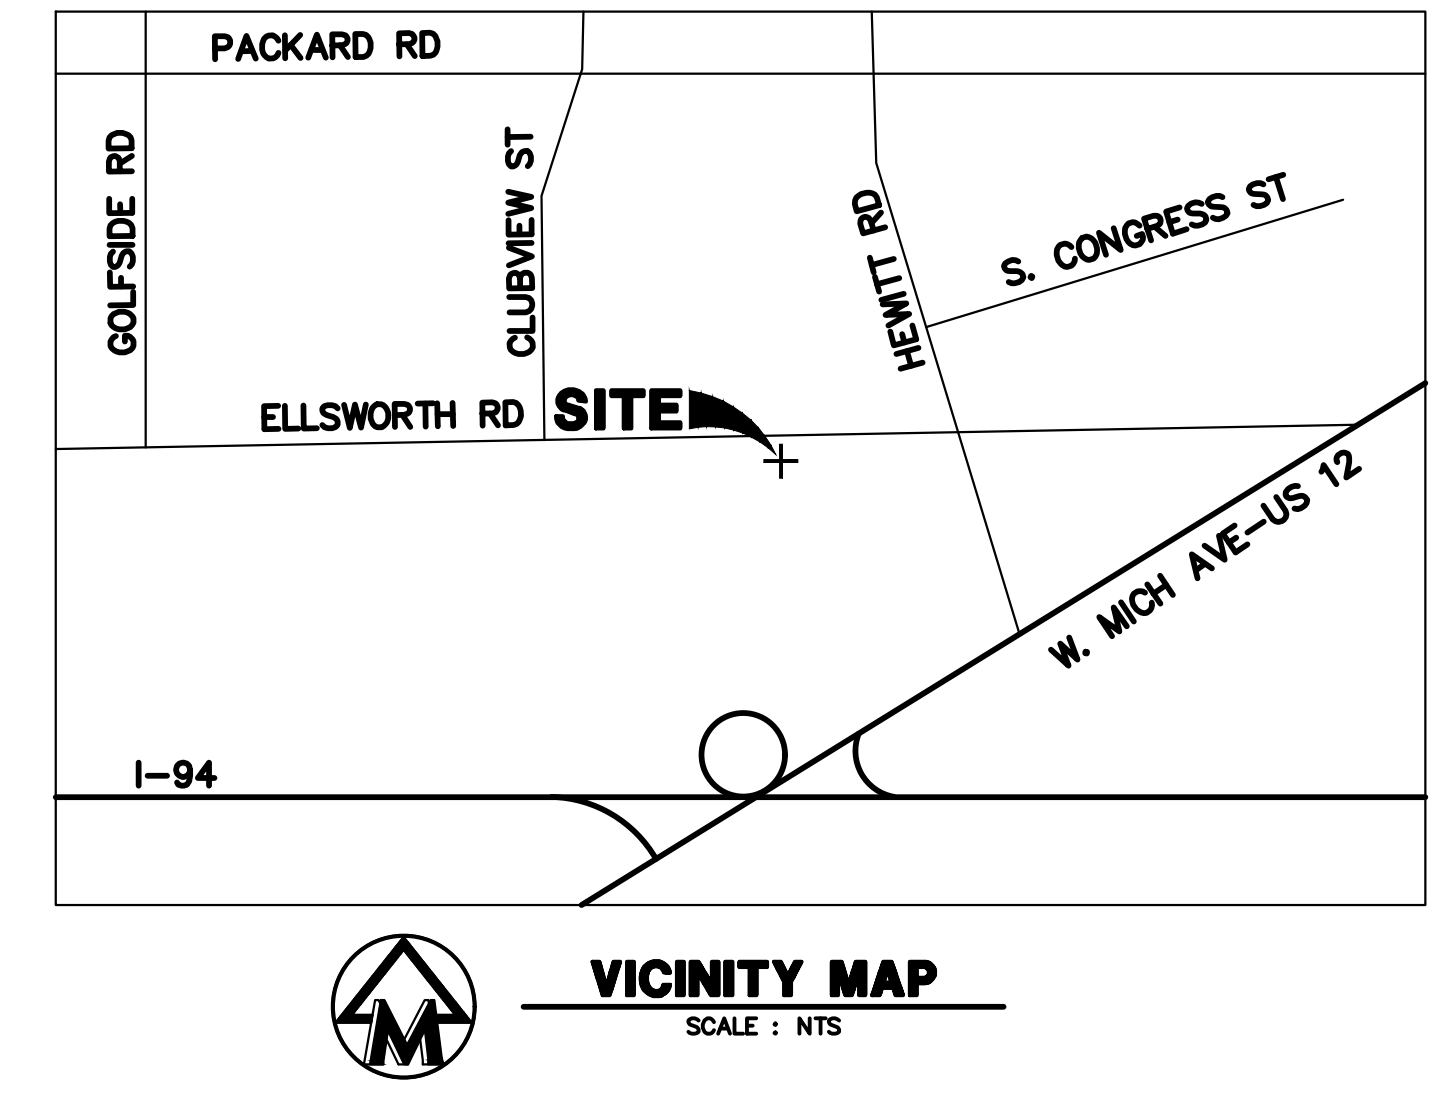 PACKARD RD
GOLFSIDE RD
CLUBVIEW ST
HEWITT RD
S. CONGRESS ST
ELLSWORTH RD
SITE
W. MICH AVE-US 12
I-94
M
VICINITY MAP
SCALE : NTS